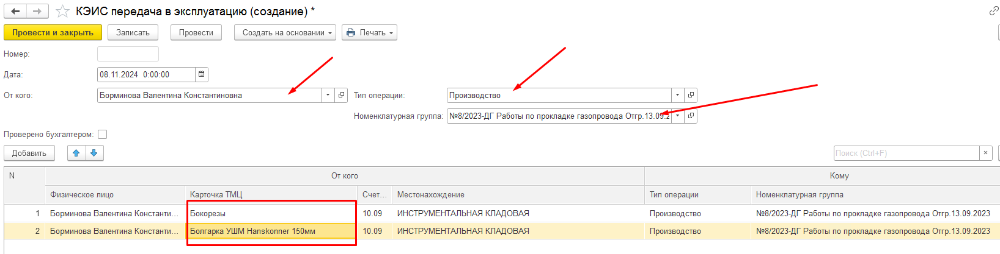 КЭИС передача в эксплуатацию (создание) *
Провести и закрыть Записать Провести Создать на основании Печать
Номер:
Дата: 08.11.2024 0:00:00
От кого: Борминова Валентина Константиновна Тип операции: Производство
Номенклатурная группа: №8/2023-ДГ Работы по прокладке газопровода Отгр.13.09.2
Проверено бухгалтером:
Добавить Поиск (Ctrl+F) ×
N От кого Кому
Физическое лицо Карточка ТМЦ Счет... Местонахождение Тип операции Номенклатурная группа
1 Борминова Валентина Константи... Бокорезы 10.09 ИНСТРУМЕНТАЛЬНАЯ КЛАДОВАЯ Производство №8/2023-ДГ Работы по прокладке газопровода Отгр.13.09.2023
2 Борминова Валентина Константи... Болгарка УШМ Hanskonner 150мм 10.09 ИНСТРУМЕНТАЛЬНАЯ КЛАДОВАЯ Производство №8/2023-ДГ Работы по прокладке газопровода Отгр.13.09.2023